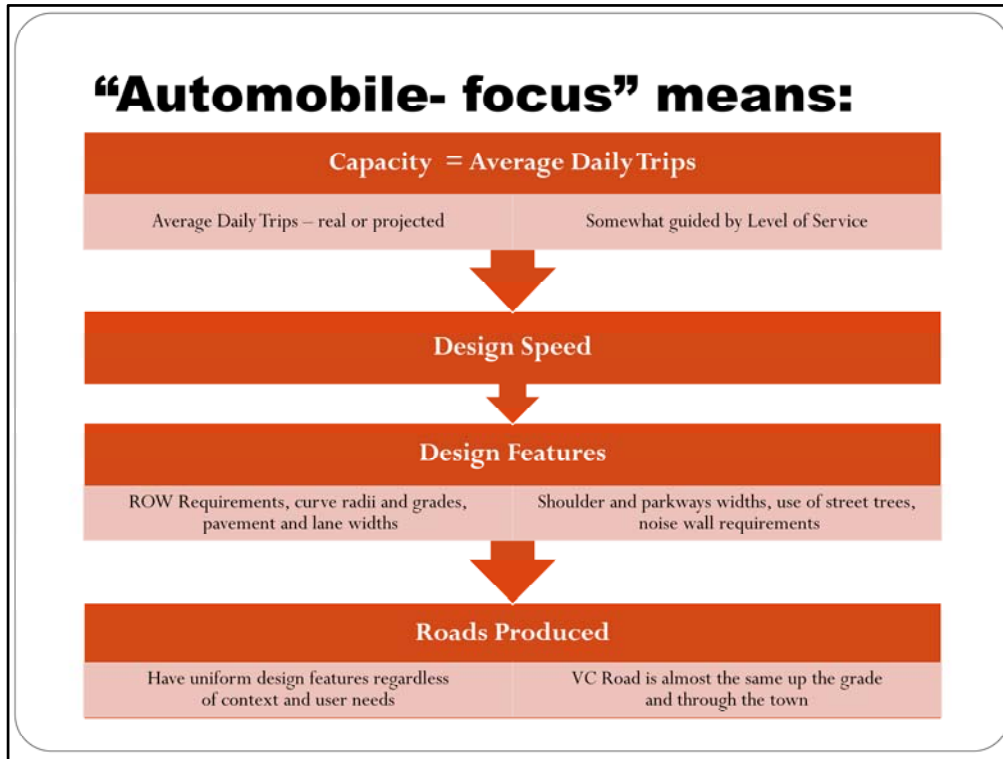 “Automobile- focus” means:
Capacity = Average Daily Trips
Average Daily Trips – real or projected
Somewhat guided by Level of Service
Design Speed
Design Features
ROW Requirements, curve radii and grades,
pavement and lane widths
Shoulder and parkways widths, use of street trees,
noise wall requirements
Roads Produced
Have uniform design features regardless
of context and user needs
VC Road is almost the same up the grade
and through the town